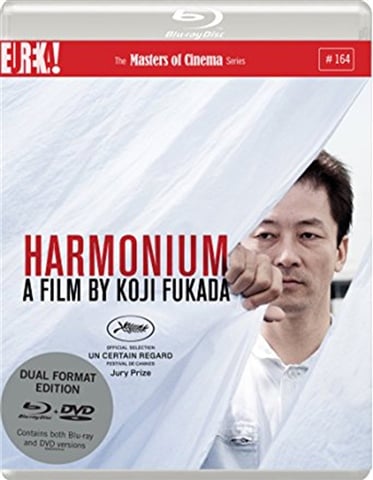 Blu-ray Disc
EUREKA!
The Masters of Cinema Series
# 164
HARMONIUM
A FILM BY KOJI FUKADA
OFFICIAL SELECTION
UN CERTAIN REGARD
FESTIVAL DE CANNES
Jury Prize
DUAL FORMAT
EDITION
Blu-ray Disc DVD
Contains both Blu-ray
and DVD versions